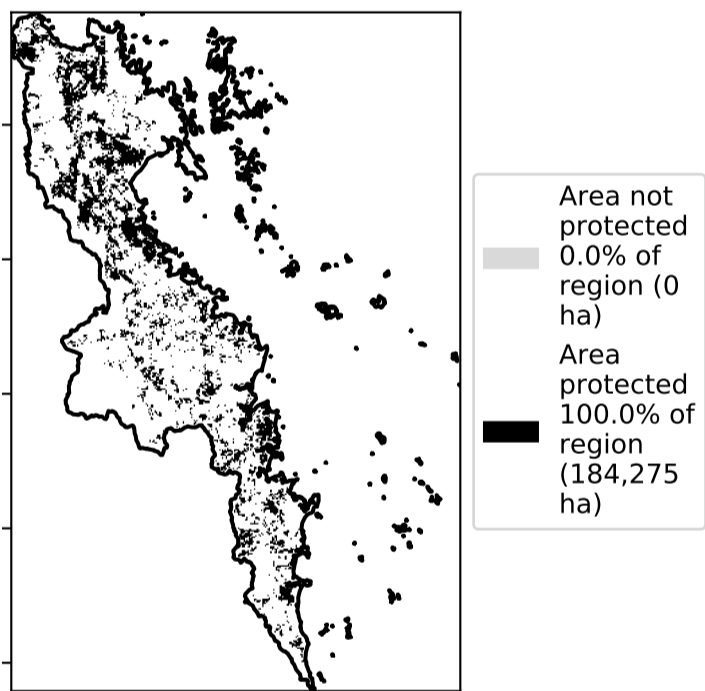 Area not
protected
0.0% of
region (0
ha)
Area
protected
100.0% of
region
(184,275
ha)